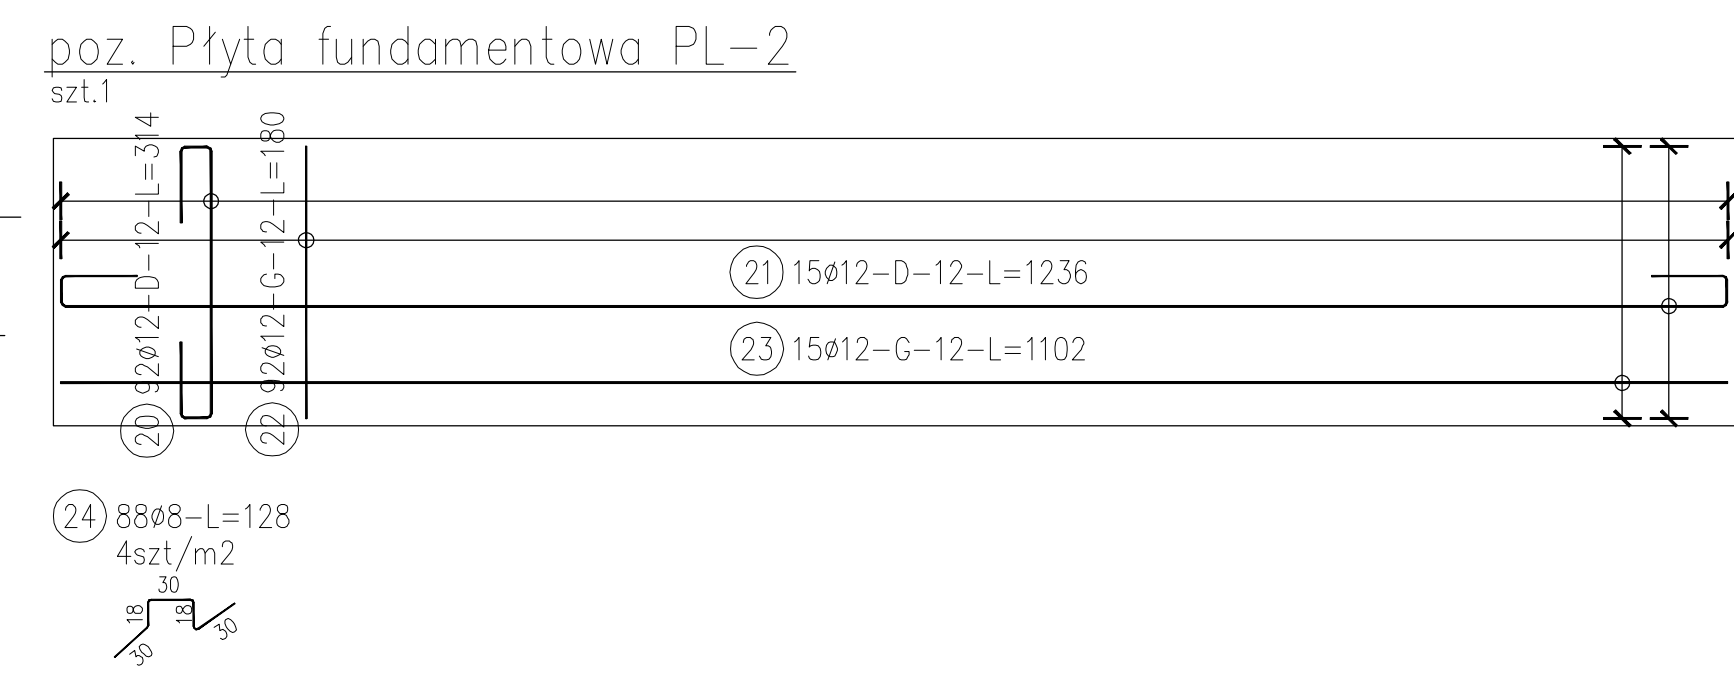 poz. Płyta fundamentowa PL-2
szt.1
20 92ø12-D-12-L=314
22 92ø12-G-12-L=180
21 15ø12-D-12-L=1236
23 15ø12-G-12-L=1102
24 88ø8-L=128
4szt/m2
30
18
18
30
30